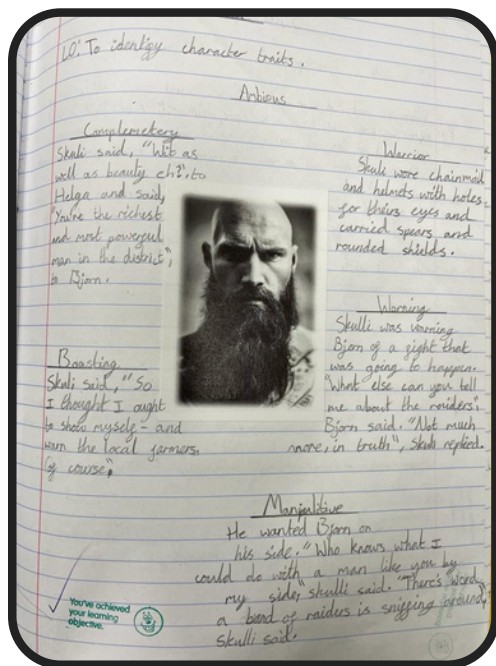 LO: To identify character traits.
Anbious
Complemetery
Skuli said, "Wit as
well as beauty eh?", to
Helga and said,
"You're the richest
and most powerful
man in the district",
to Bjorn.
Warrior
Skuli wore chainmail
and helmets with holes
for theirs eyes and
carried spears and
rounded shields.
Warning
Skulli was warning
Bjorn of a fight that
was going to happen.
"What else can you tell
me about the raiders",
Bjorn said. "Not much
more, in truth", Skuli replied.
Boasting
Skuli said, "So
I thought I ought
to show myself - and
warn the local farmers,
of course".
Manipulitive
He wanted Bjorn on
his side. "Who knows what I
could do with a man like you by
my side," skulli said. "There's word
a band of raiders is sniffing around",
Skulli said.
You've achieved
your learning
objective.